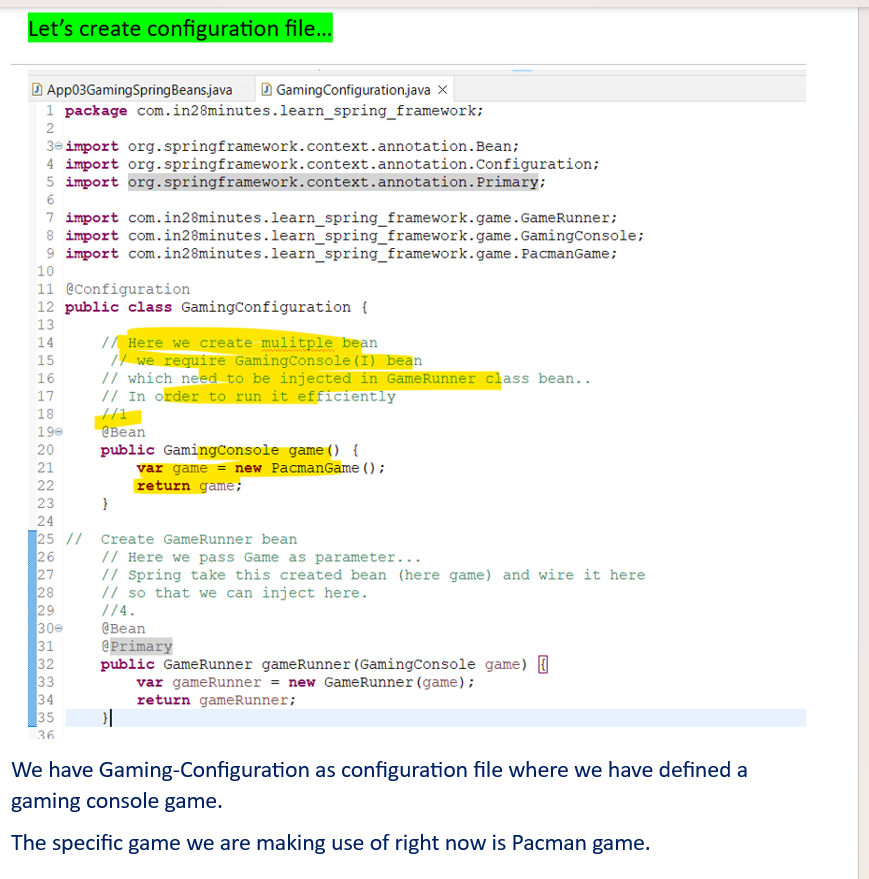 Let’s create configuration file...
App03GamingSpringBeans.java GamingConfiguration.java
1 package com.in28minutes.learn_spring_framework;
2
3 import org.springframework.context.annotation.Bean;
4 import org.springframework.context.annotation.Configuration;
5 import org.springframework.context.annotation.Primary;
6
7 import com.in28minutes.learn_spring_framework.game.GameRunner;
8 import com.in28minutes.learn_spring_framework.game.GamingConsole;
9 import com.in28minutes.learn_spring_framework.game.PacmanGame;
10
11 @Configuration
12 public class GamingConfiguration {
13
14 // Here we create mulitple bean
15 // we require GamingConsole(I) bean
16 // which need to be injected in GameRunner class bean..
17 // In order to run it efficiently
18 //1
19 @Bean
20 public GamingConsole game() {
21 var game = new PacmanGame();
22 return game;
23 }
24
25 // Create GameRunner bean
26 // Here we pass Game as parameter...
27 // Spring take this created bean (here game) and wire it here
28 // so that we can inject here.
29 //4.
30 @Bean
31 @Primary
32 public GameRunner gameRunner(GamingConsole game) {
33 var gameRunner = new GameRunner(game);
34 return gameRunner;
35 }
36
We have Gaming-Configuration as configuration file where we have defined a
gaming console game.
The specific game we are making use of right now is Pacman game.